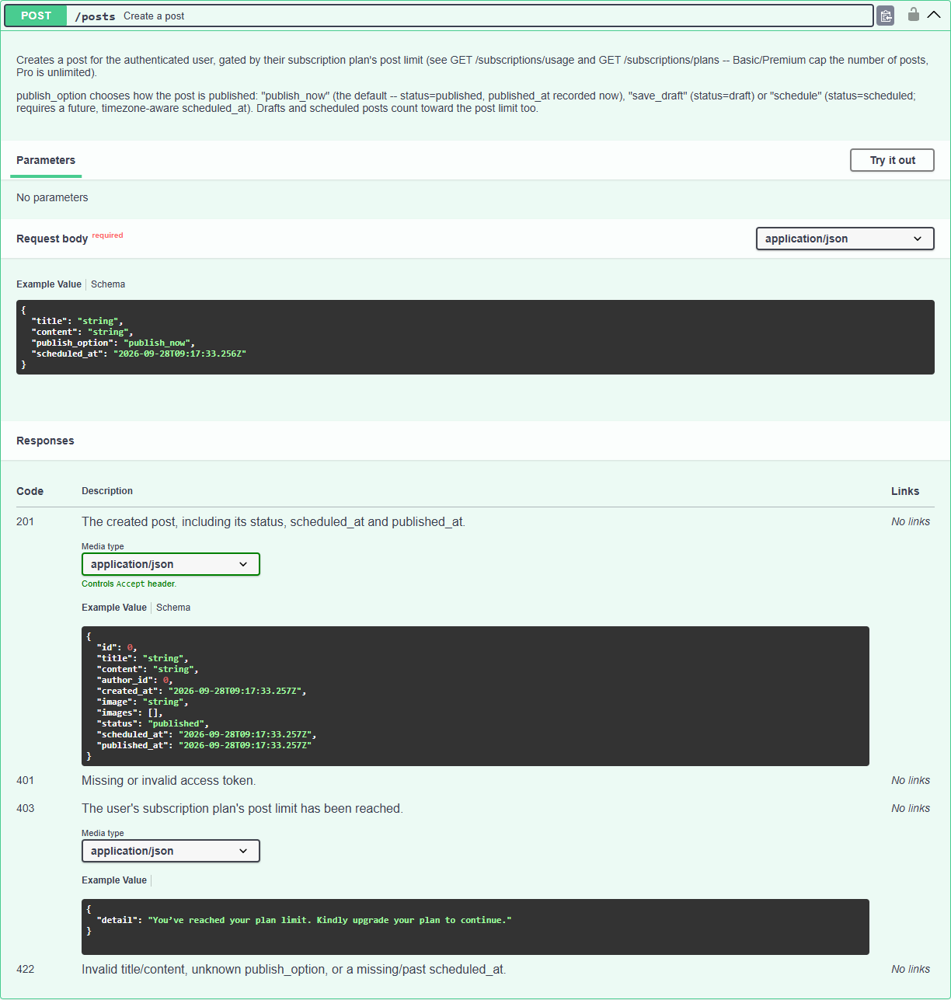 POST /posts Create a post
Creates a post for the authenticated user, gated by their subscription plan's post limit (see GET /subscriptions/usage and GET /subscriptions/plans -- Basic/Premium cap the number of posts,
Pro is unlimited).
publish_option chooses how the post is published: "publish_now" (the default -- status=published, published_at recorded now), "save_draft" (status=draft) or "schedule" (status=scheduled;
requires a future, timezone-aware scheduled_at). Drafts and scheduled posts count toward the post limit too.
Parameters Try it out
No parameters
Request body required application/json
Example Value Schema
{
  "title": "string",
  "content": "string",
  "publish_option": "publish_now",
  "scheduled_at": "2026-09-28T09:17:33.256Z"
}
Responses
Code Description Links
201 The created post, including its status, scheduled_at and published_at. No links
Media type
application/json
Controls Accept header.
Example Value Schema
{
  "id": 0,
  "title": "string",
  "content": "string",
  "author_id": 0,
  "created_at": "2026-09-28T09:17:33.257Z",
  "image": "string",
  "images": [],
  "status": "published",
  "scheduled_at": "2026-09-28T09:17:33.257Z",
  "published_at": "2026-09-28T09:17:33.257Z"
}
401 Missing or invalid access token. No links
403 The user's subscription plan's post limit has been reached. No links
Media type
application/json
Example Value
{
  "detail": "You’ve reached your plan limit. Kindly upgrade your plan to continue."
}
422 Invalid title/content, unknown publish_option, or a missing/past scheduled_at. No links